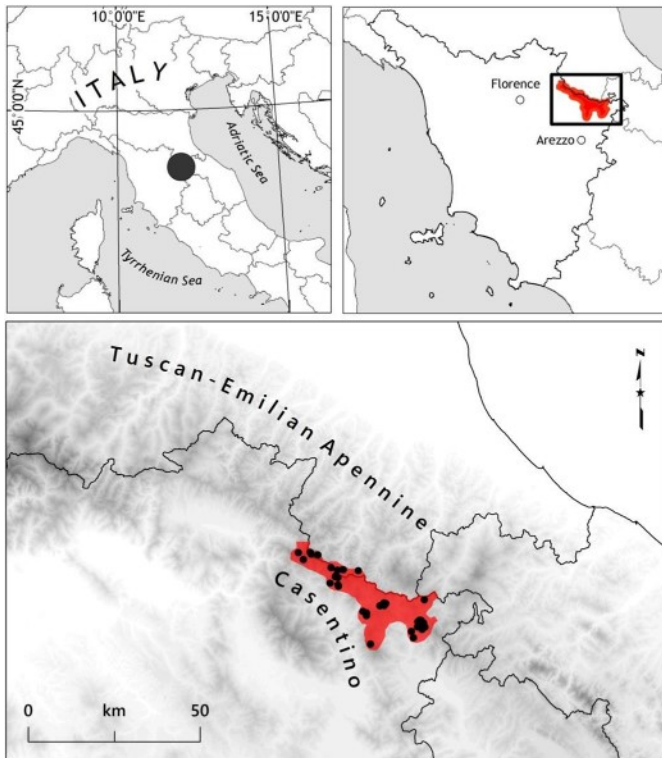 10°0'0"E
15°0'0"E
45°0'0"N
ITALY
Adriatic Sea
Tyrrhenian Sea
Florence
Arezzo
Tuscan-Emilian Apennine
N
Casentino
0 km 50